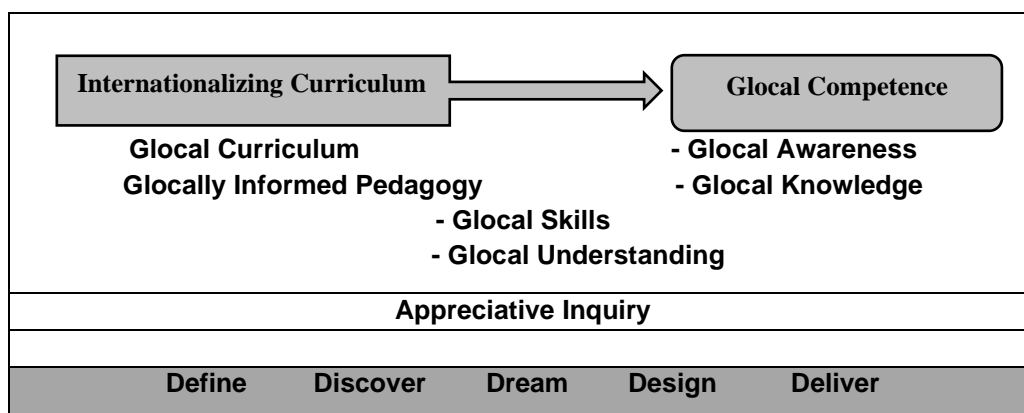 Internationalizing Curriculum Glocal Competence
Glocal Curriculum - Glocal Awareness
Glocally Informed Pedagogy - Glocal Knowledge
- Glocal Skills
- Glocal Understanding
Appreciative Inquiry
Define Discover Dream Design Deliver